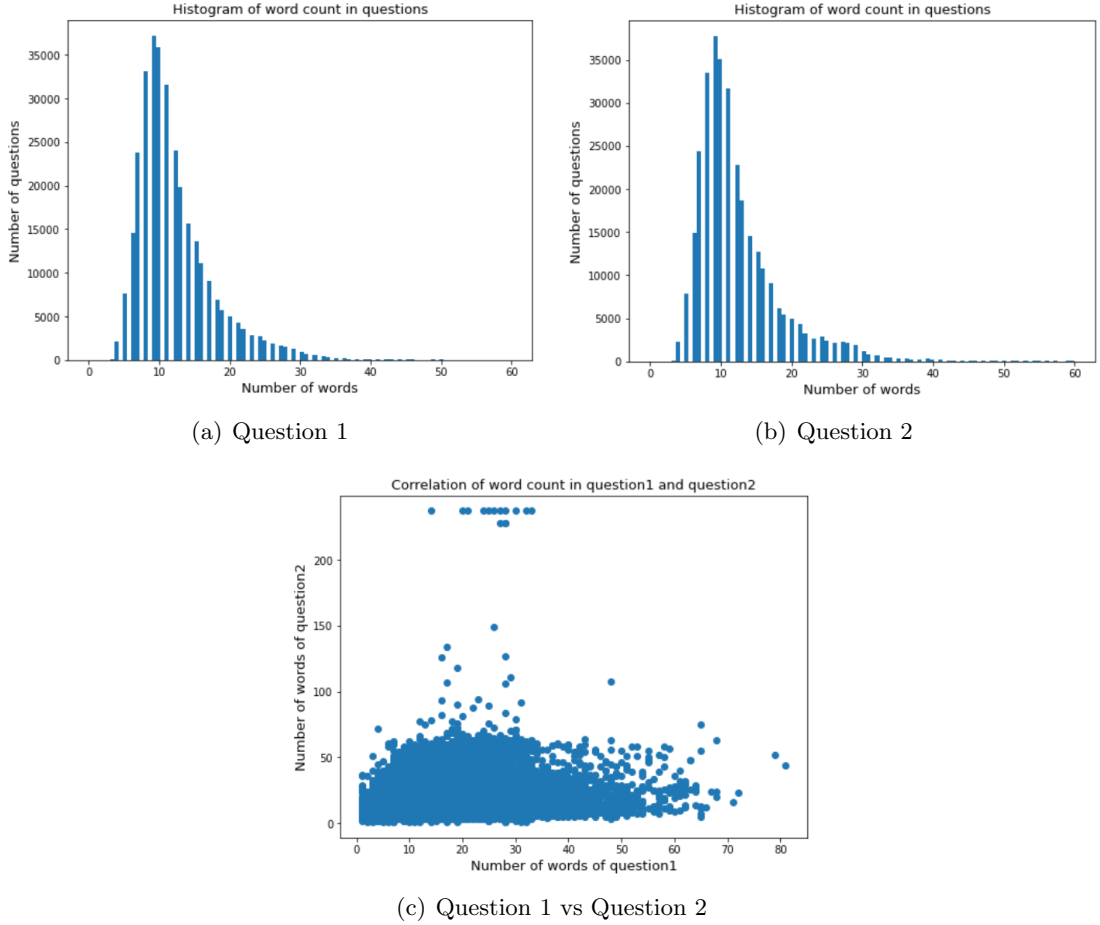 Histogram of word count in questions
Number of questions
35000
30000
25000
20000
15000
10000
5000
0
0 10 20 30 40 50 60
Number of words
(a) Question 1
Histogram of word count in questions
Number of questions
35000
30000
25000
20000
15000
10000
5000
0
0 10 20 30 40 50 60
Number of words
(b) Question 2
Correlation of word count in question1 and question2
Number of words of question2
200
150
100
50
0
0 10 20 30 40 50 60 70 80
Number of words of question1
(c) Question 1 vs Question 2